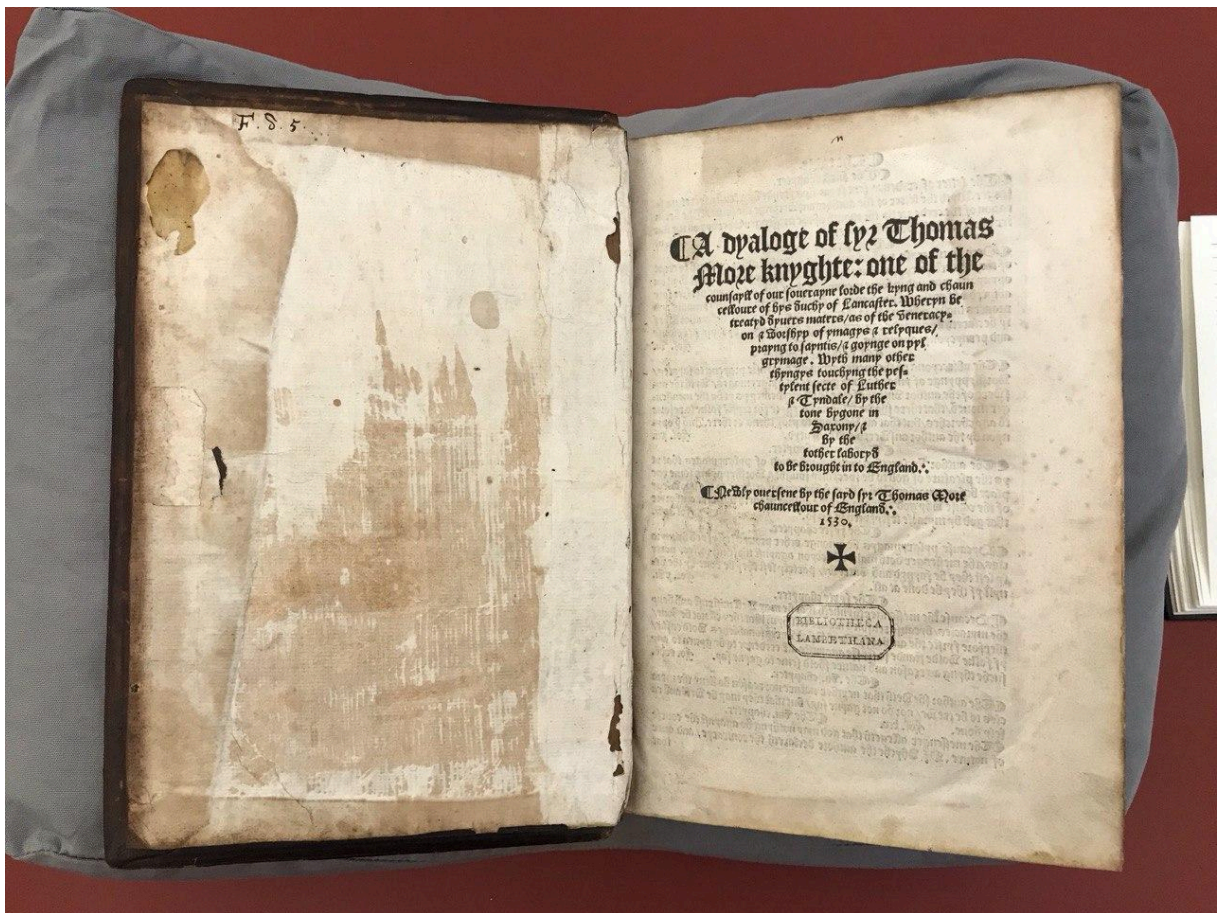 F. 8. 5.
¶A dyaloge of syr Thomas
More knyghte: one of the
counsayll of our souerayne lorde the kyng and chaun
cellour of hys duchy of Lancaster. Wheryn be
treatyd dyuers maters/as of the veneracy-
on & worshyp of ymagys & relyques/
prayng to sayntis/& goynge on pyl
grymage. Wyth many other
thyngys touchyng the pes-
tylent secte of Luther
& Tyndale/ by the
tone bygone in
Saxony/&
by the
tother laboryd
to be brought in to England.
¶Newly ouersene by the sayd syr Thomas More
chauncellour of England.
1530.
BIBLIOTHECA
LAMBETHANA